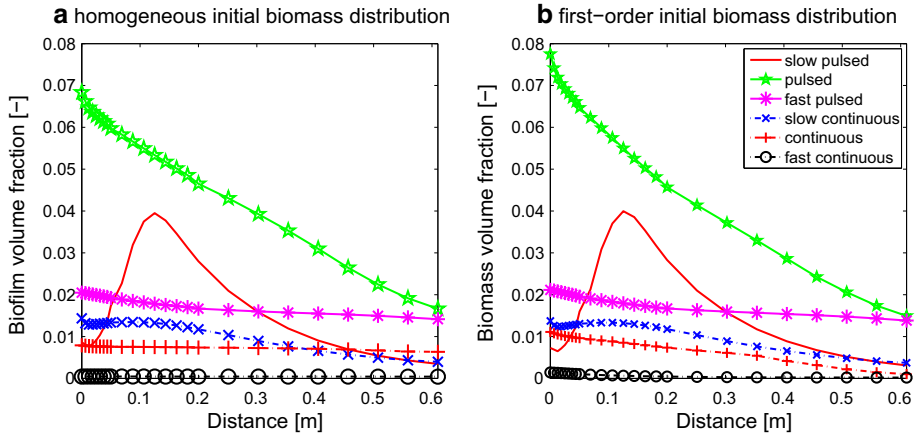 a homogeneous initial biomass distribution
Biofilm volume fraction [−]
0.08
0.07
0.06
0.05
0.04
0.03
0.02
0.01
0
0 0.1 0.2 0.3 0.4 0.5 0.6
Distance [m]
b first−order initial biomass distribution
Biomass volume fraction [−]
0.08
0.07
0.06
0.05
0.04
0.03
0.02
0.01
0
0 0.1 0.2 0.3 0.4 0.5 0.6
Distance [m]
slow pulsed
pulsed
fast pulsed
slow continuous
continuous
fast continuous